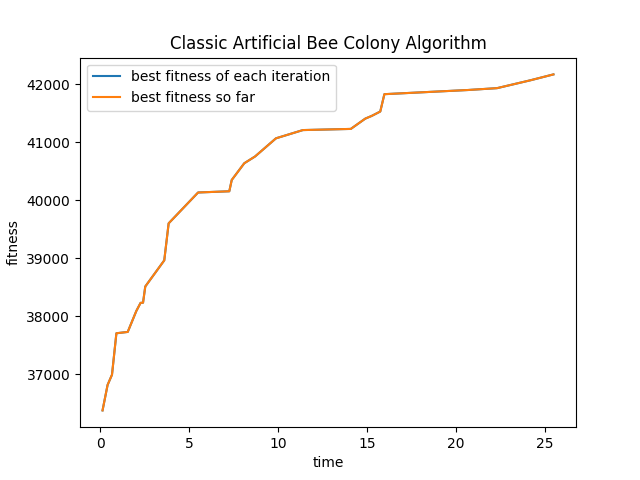 Classic Artificial Bee Colony Algorithm
best fitness of each iteration
best fitness so far
42000
41000
40000
39000
38000
37000
fitness
0 5 10 15 20 25
time